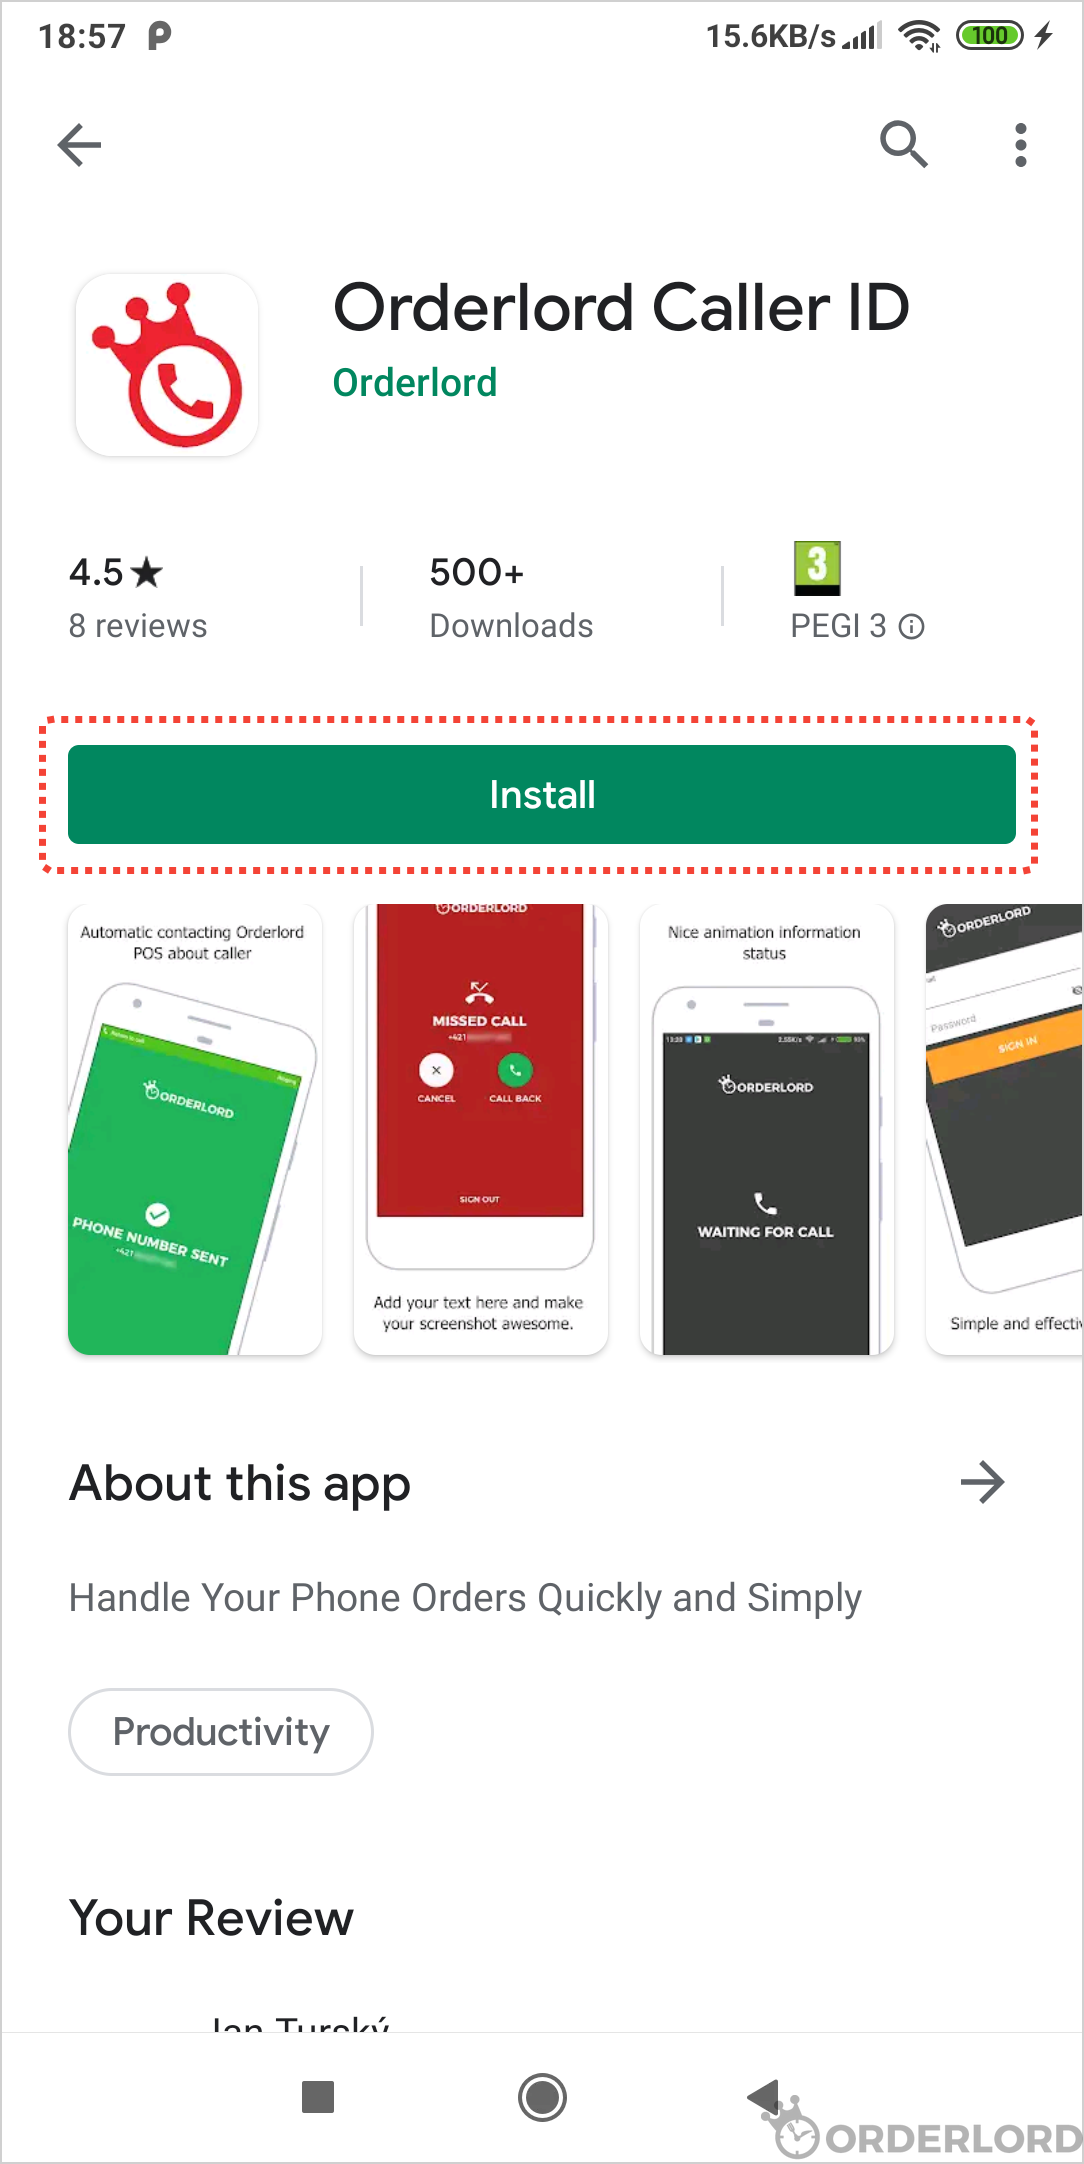 18:57
15.6KB/s
100
Orderlord Caller ID
Orderlord
4.5★
8 reviews
500+
Downloads
3
PEGI 3
Install
Automatic contacting Orderlord
POS about caller
ORDERLORD
PHONE NUMBER SENT
+421
ORDERLORD
MISSED CALL
+421
CANCEL
CALL BACK
SIGN OUT
Add your text here and make
your screenshot awesome.
Nice animation information
status
ORDERLORD
WAITING FOR CALL
ORDERLORD
Password
SIGN IN
Simple and
About this app
Handle Your Phone Orders Quickly and Simply
Productivity
Your Review
Jan Turský
ORDERLORD